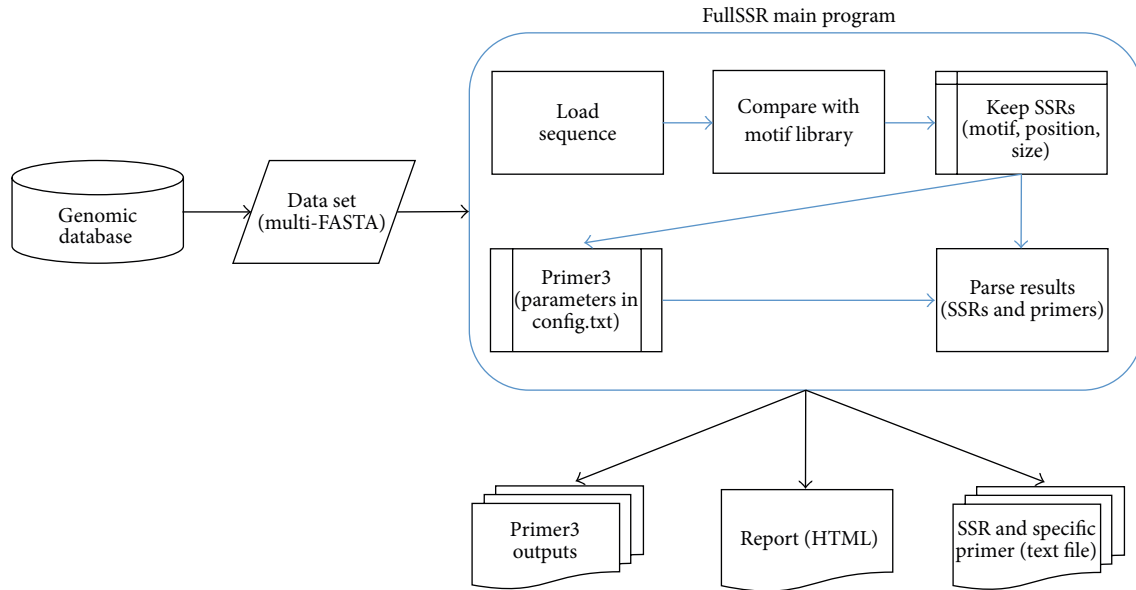 FullSSR main program
Load
sequence
Compare with
motif library
Keep SSRs
(motif, position,
size)
Genomic
database
Data set
(multi-FASTA)
Primer3
(parameters in
config.txt)
Parse results
(SSRs and primers)
Primer3
outputs
Report (HTML)
SSR and specific
primer (text file)